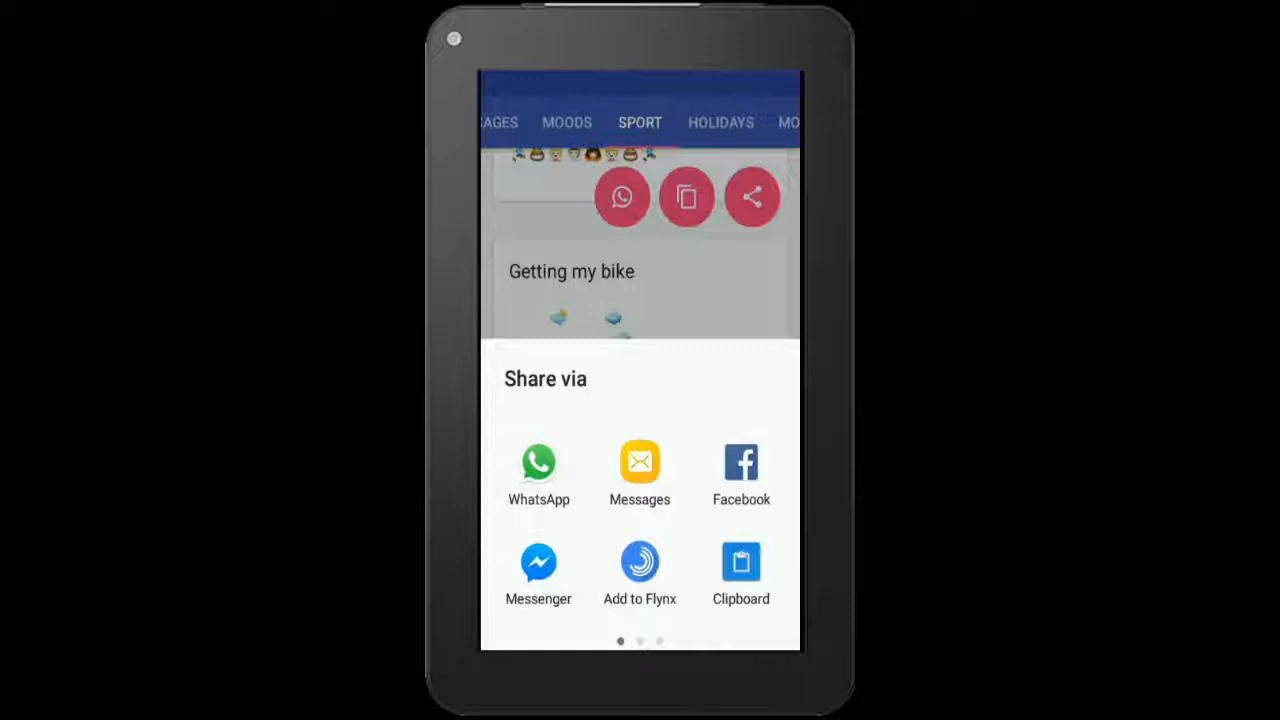 AGES MOODS SPORT HOLIDAYS MO
Getting my bike
Share via
WhatsApp Messages Facebook
Messenger Add to Flynx Clipboard